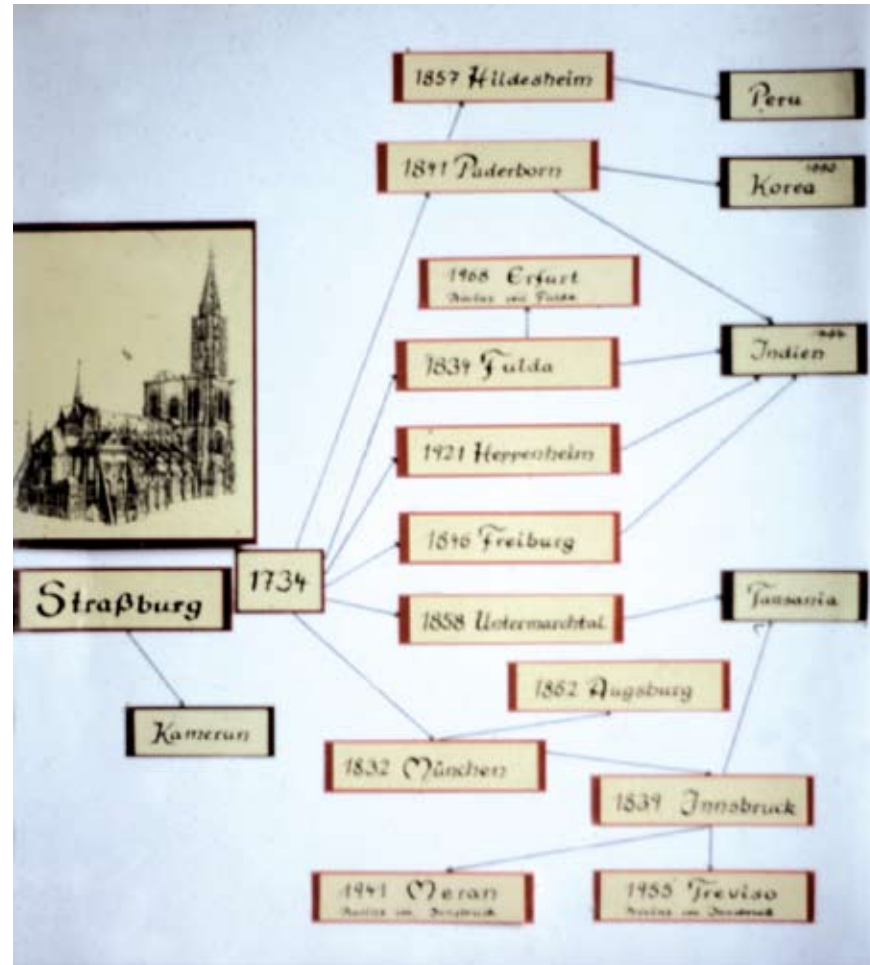 1857 Hildesheim
Peru
1841 Paderborn
Korea
1968 Erfurt
1834 Fulda
Indien
1921 Heppenheim
1846 Freiburg
1734
Straßburg
1858 Untermarchtal
Tansania
1862 Augsburg
Kamerun
1832 München
1839 Innsbruck
1941 Meran
Treviso